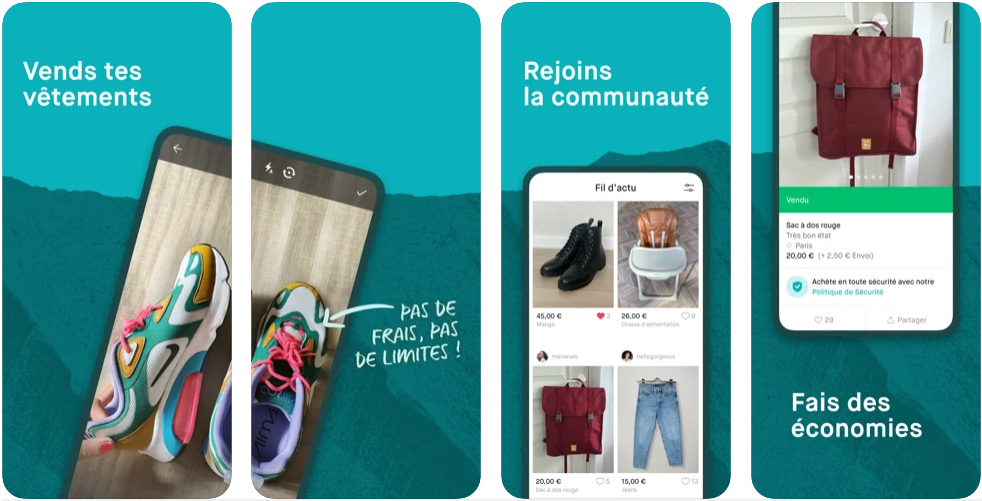 Vends tes
vêtements
PAS DE
FRAIS, PAS
DE LIMITES !
Rejoins
la communauté
Fil d'actu
45,00 €
3
Mango
26,00 €
9
Chaise d'alimentation
marienelo
hellogorgeous
20,00 €
5
Sac à dos rouge
15,00 €
13
Jeans
Vendu
Sac à dos rouge
Très bon état
Paris
20,00 € (+ 2,50 € Envoi)
Achète en toute sécurité avec notre
Politique de Sécurité
29
Partager
Fais des
économies